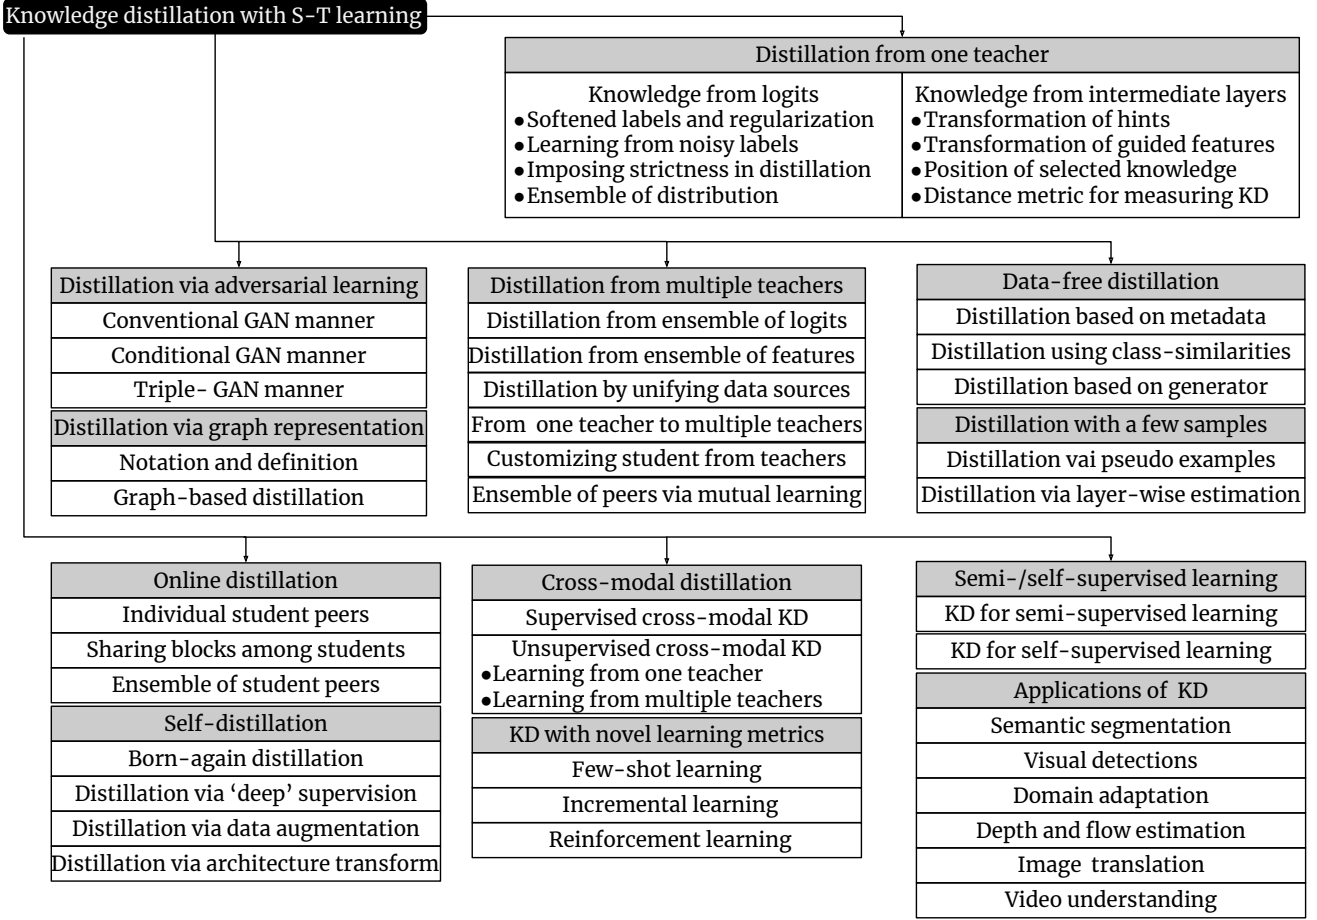 Knowledge distillation with S-T learning
Distillation from one teacher
Knowledge from logits
●Softened labels and regularization
●Learning from noisy labels
●Imposing strictness in distillation
●Ensemble of distribution
Knowledge from intermediate layers
●Transformation of hints
●Transformation of guided features
●Position of selected knowledge
●Distance metric for measuring KD
Distillation via adversarial learning
Conventional GAN manner
Conditional GAN manner
Triple- GAN manner
Distillation via graph representation
Notation and definition
Graph-based distillation
Distillation from multiple teachers
Distillation from ensemble of logits
Distillation from ensemble of features
Distillation by unifying data sources
From one teacher to multiple teachers
Customizing student from teachers
Ensemble of peers via mutual learning
Data-free distillation
Distillation based on metadata
Distillation using class-similarities
Distillation based on generator
Distillation with a few samples
Distillation vai pseudo examples
Distillation via layer-wise estimation
Online distillation
Individual student peers
Sharing blocks among students
Ensemble of student peers
Self-distillation
Born-again distillation
Distillation via ‘deep’ supervision
Distillation via data augmentation
Distillation via architecture transform
Cross-modal distillation
Supervised cross-modal KD
Unsupervised cross-modal KD
●Learning from one teacher
●Learning from multiple teachers
KD with novel learning metrics
Few-shot learning
Incremental learning
Reinforcement learning
Semi-/self-supervised learning
KD for semi-supervised learning
KD for self-supervised learning
Applications of KD
Semantic segmentation
Visual detections
Domain adaptation
Depth and flow estimation
Image translation
Video understanding